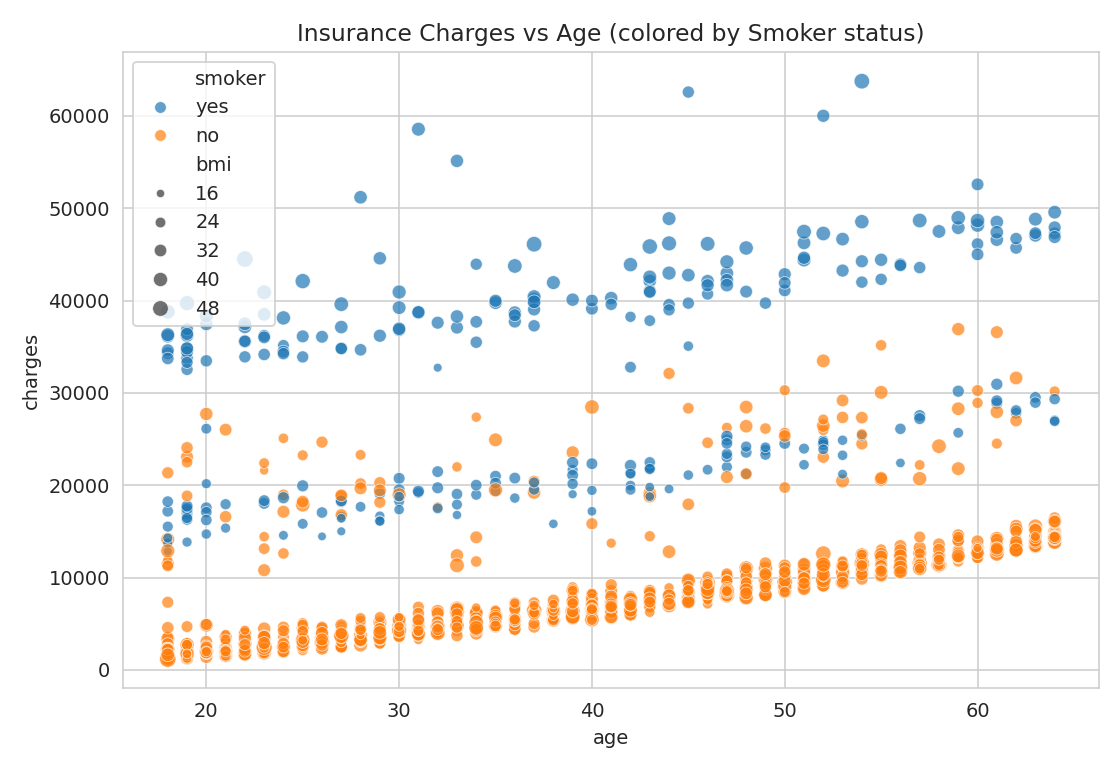 Insurance Charges vs Age (colored by Smoker status)
smoker
yes
no
bmi
16
24
32
40
48
60000
50000
40000
30000
20000
10000
0
charges
20
30
40
50
60
age